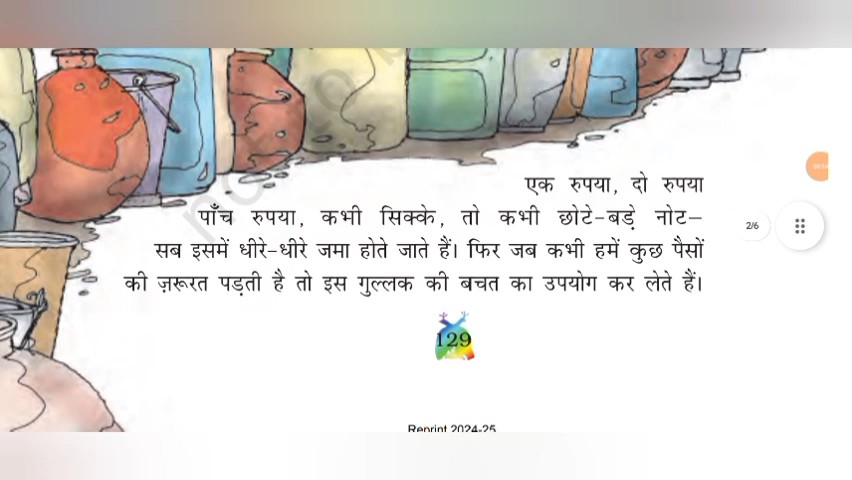 एक रुपया, दो रुपया
पाँच रुपया, कभी सिक्के, तो कभी छोटे-बड़े नोट–
सब इसमें धीरे-धीरे जमा होते जाते हैं। फिर जब कभी हमें कुछ पैसों
2/6
की ज़रूरत पड़ती है तो इस गुल्लक की बचत का उपयोग कर लेते हैं।
129
Reprint 2024-25